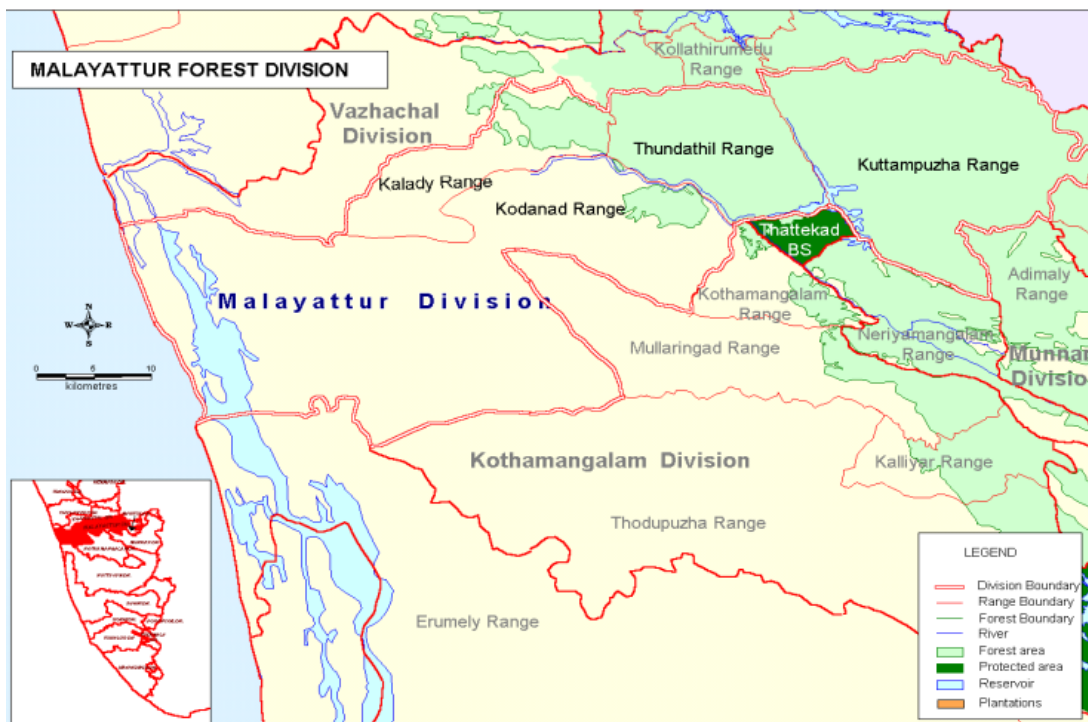 MALAYATTUR FOREST DIVISION
Kollathirumedu
Range
Vazhachal
Division
Thundathil Range
Kuttampuzha Range
Kalady Range
Kodanad Range
Thattekad
BS
Adimaly
Range
Malayattur Division
Kothamangalam
Range
N
W E
S
Mullaringad Range
Neriyamangalam
Range
Munnar
Division
0 5 10
kilometres
Kothamangalam Division
Kalliyar Range
Thodupuzha Range
Erumely Range
LEGEND
Division Boundary
Range Boundary
Forest Boundary
River
Forest area
Protected area
Reservoir
Plantations